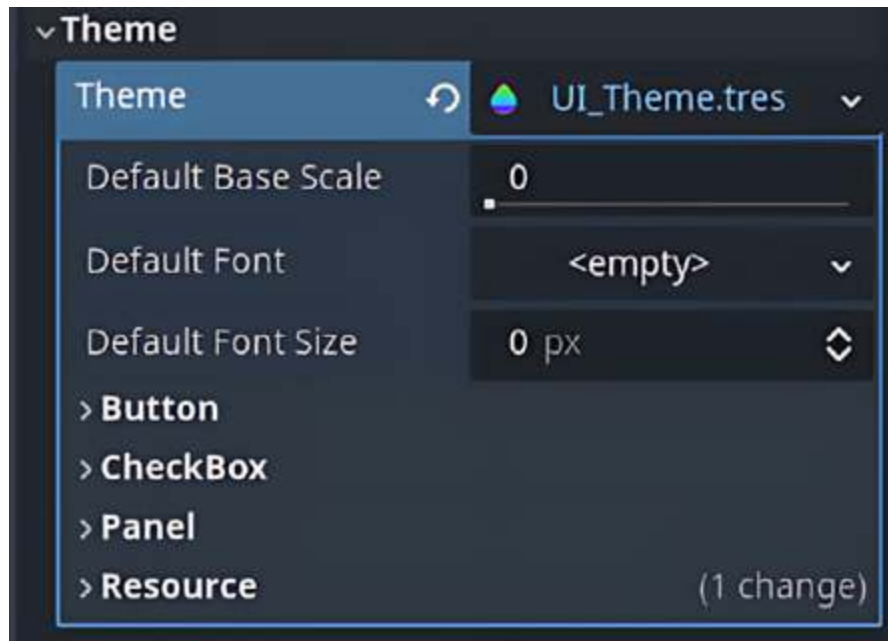 Theme
Theme UI_Theme.tres
Default Base Scale 0
Default Font <empty>
Default Font Size 0 px
Button
CheckBox
Panel
Resource (1 change)